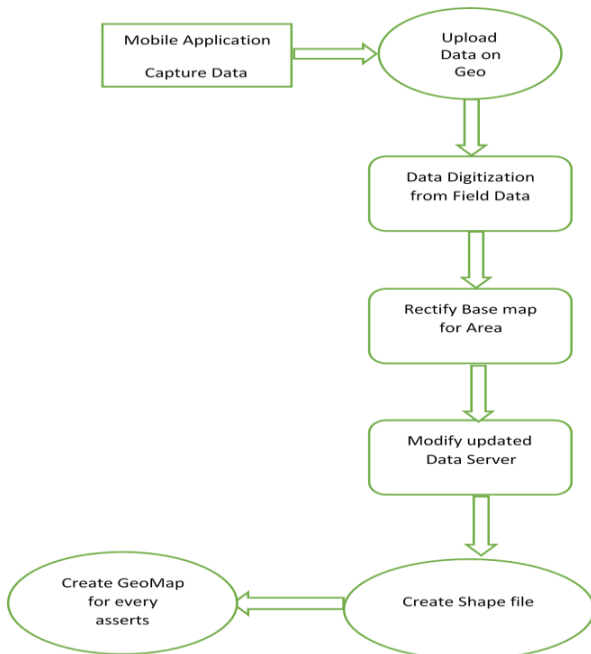 Mobile Application
Capture Data
Upload
Data on
Geo
Data Digitization
from Field Data
Rectify Base map
for Area
Modify updated
Data Server
Create Shape file
Create GeoMap
for every
asserts